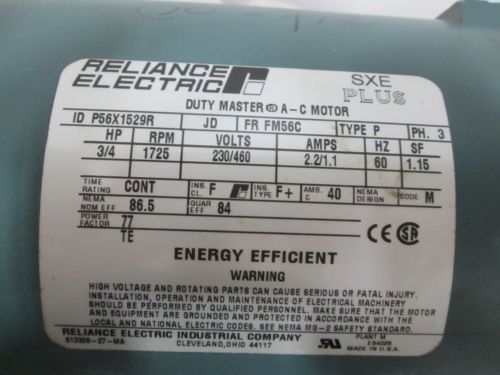 RELIANCE
ELECTRIC
SXE
PLUS
DUTY MASTER ® A-C MOTOR
ID P56X1529R JD FR FM56C TYPE P PH. 3
HP RPM VOLTS AMPS HZ SF
3/4 1725 230/460 2.2/1.1 60 1.15
TIME RATING CONT INS. CL. F INS. TYPE F+ AMB. C 40 NEMA DESIGN CODE M
NEMA NOM EFF 86.5 GUAR EFF 84
POWER FACTOR 77
TE
CE SA
ENERGY EFFICIENT
WARNING
HIGH VOLTAGE AND ROTATING PARTS CAN CAUSE SERIOUS OR FATAL INJURY.
INSTALLATION, OPERATION AND MAINTENANCE OF ELECTRICAL MACHINERY
SHOULD BE PERFORMED BY QUALIFIED PERSONNEL. MAKE SURE THAT THE MOTOR
AND EQUIPMENT ARE GROUNDED AND PROTECTED IN ACCORDANCE WITH
LOCAL AND NATIONAL ELECTRIC CODES. SEE NEMA MG-2 SAFETY STANDARD.
RELIANCE ELECTRIC INDUSTRIAL COMPANY
CLEVELAND, OHIO 44117
PLANT M
MADE IN U.S.A.